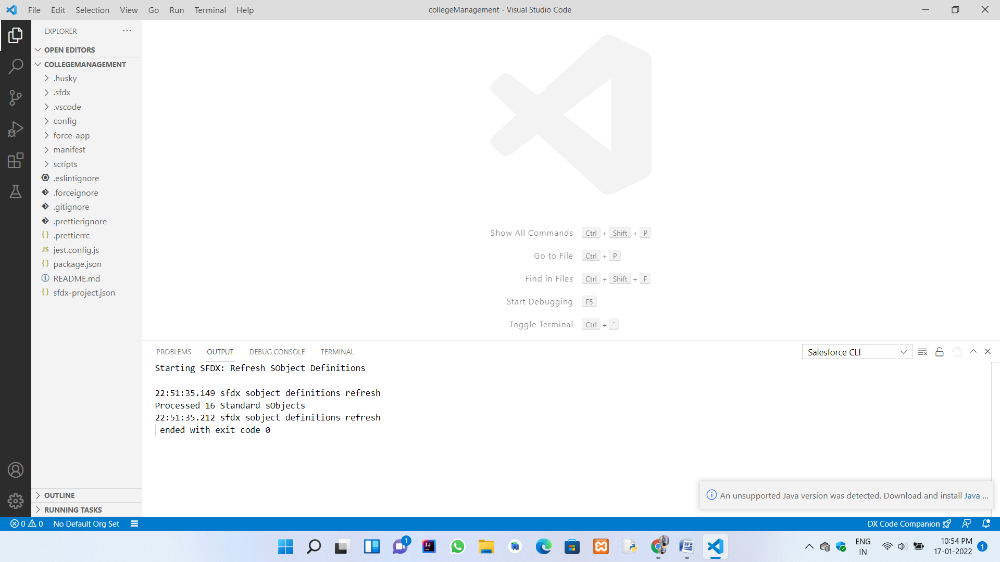 File Edit Selection View Go Run Terminal Help
collegeManagement - Visual Studio Code
EXPLORER
OPEN EDITORS
COLLEGEMANAGEMENT
.husky
.sfdx
.vscode
config
force-app
manifest
scripts
.eslintignore
.forceignore
.gitignore
.prettierignore
{} .prettierrc
JS jest.config.js
{} package.json
README.md
{} sfdx-project.json
OUTLINE
RUNNING TASKS
Show All Commands Ctrl + Shift + P
Go to File Ctrl + P
Find in Files Ctrl + Shift + F
Start Debugging F5
Toggle Terminal Ctrl + `
PROBLEMS OUTPUT DEBUG CONSOLE TERMINAL
Salesforce CLI
Starting SFDX: Refresh SObject Definitions
22:51:35.149 sfdx sobject definitions refresh
Processed 16 Standard sObjects
22:51:35.212 sfdx sobject definitions refresh
ended with exit code 0
An unsupported Java version was detected. Download and install Java ...
0 0 No Default Org Set
DX Code Companion
1
IJ
W
ENG
IN
10:54 PM
17-01-2022
1